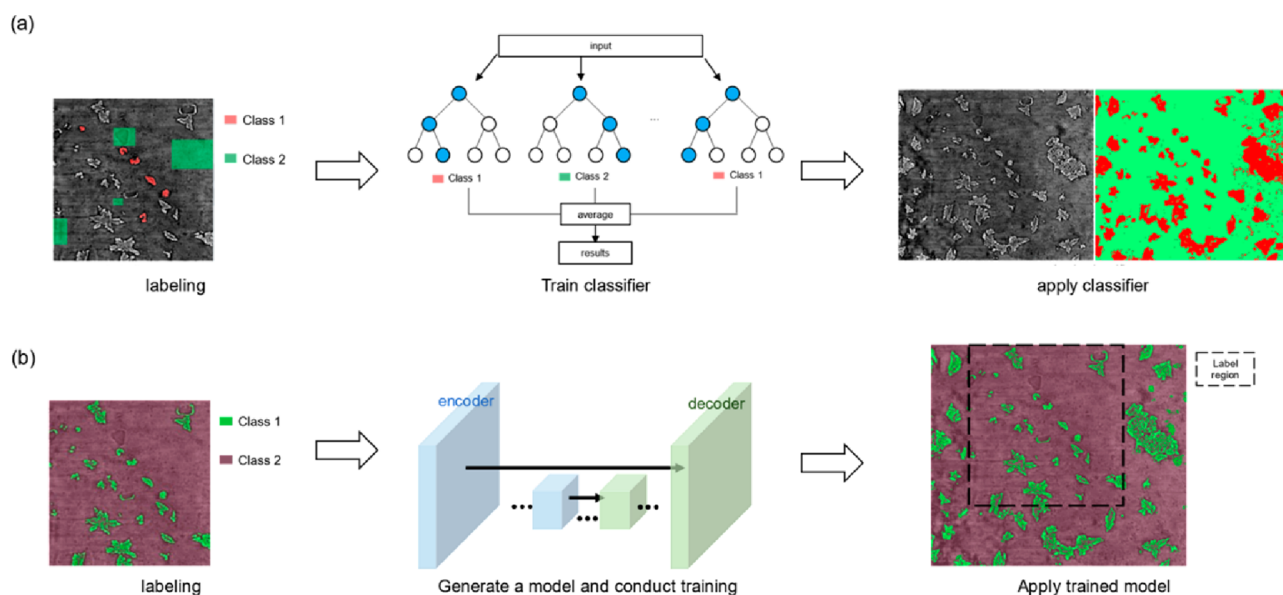 (a)
Class 1
Class 2
labeling
input
...
Class 1
Class 2
Class 1
average
results
Train classifier
apply classifier
(b)
Class 1
Class 2
labeling
encoder
decoder
Generate a model and conduct training
Label
region
Apply trained model